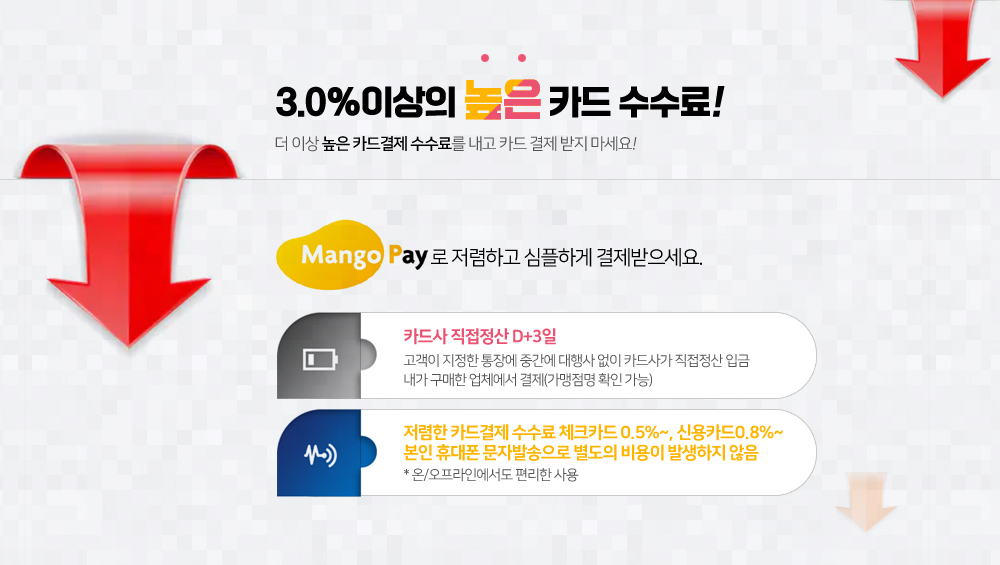 3.0%이상의 높은 카드 수수료!
더 이상 높은 카드결제 수수료를 내고 카드 결제 받지 마세요!
Mango Pay로 저렴하고 심플하게 결제받으세요.
카드사 직접정산 D+3일
고객이 지정한 통장에 중간에 대행사 없이 카드사가 직접정산 입금
내가 구매한 업체에서 결제(가맹점명 확인 가능)
저렴한 카드결제 수수료 체크카드 0.5%~, 신용카드0.8%~
본인 휴대폰 문자발송으로 별도의 비용이 발생하지 않음
* 온/오프라인에서도 편리한 사용